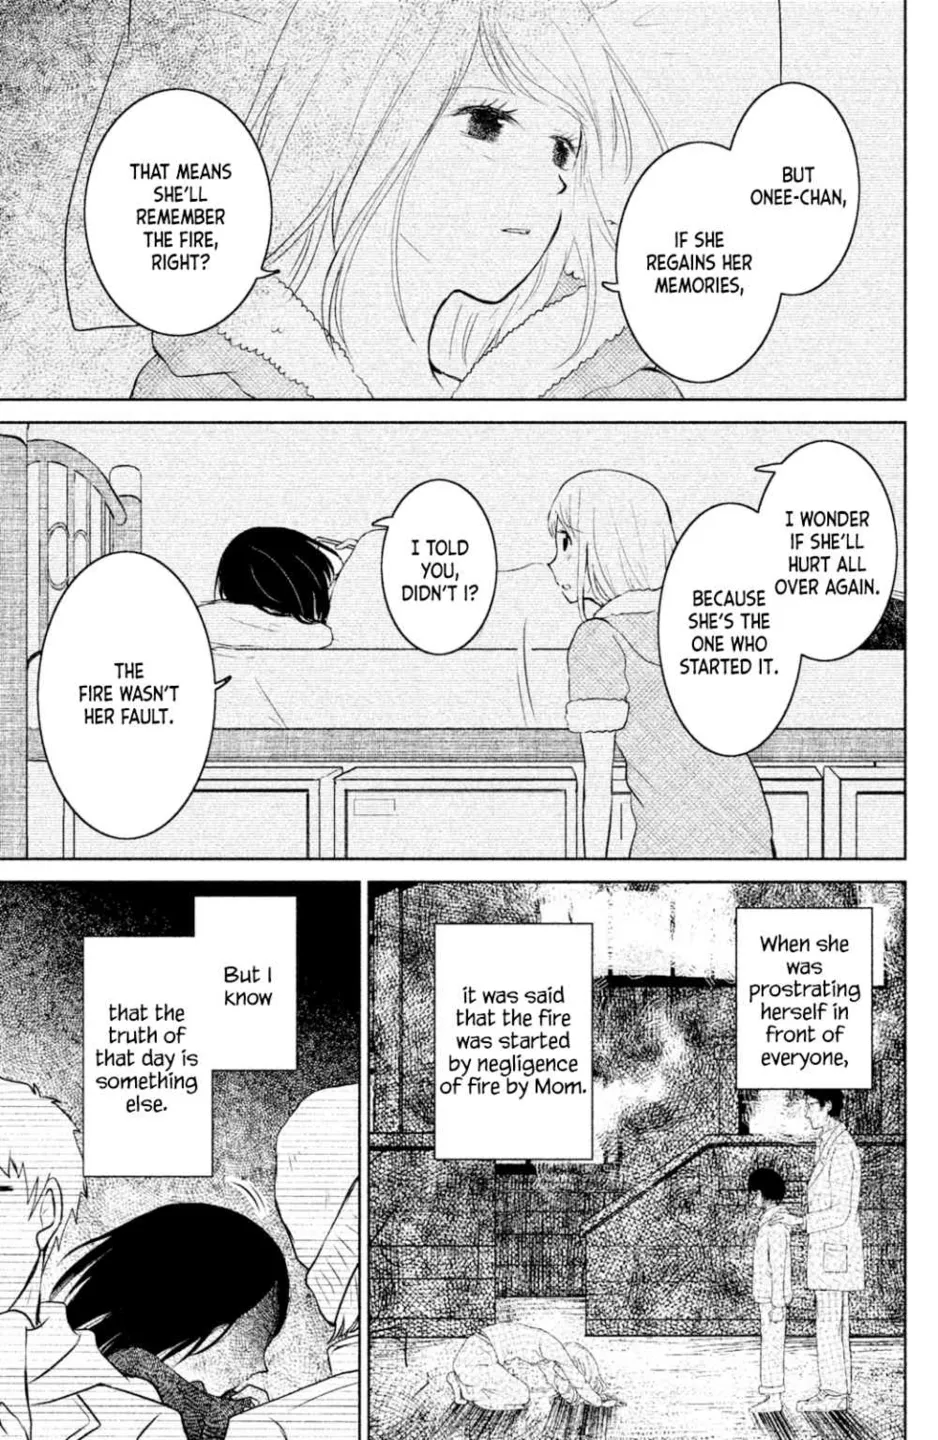 BUT
ONEE-CHAN,
IF SHE
REGAINS HER
MEMORIES,
THAT MEANS
SHE'LL
REMEMBER
THE FIRE,
RIGHT?
I WONDER
IF SHE'LL
HURT ALL
OVER AGAIN.
BECAUSE
SHE'S THE
ONE WHO
STARTED IT.
I TOLD
YOU,
DIDN'T I?
THE
FIRE WASN'T
HER FAULT.
When she
was
prostrating
herself in
front of
everyone,
it was said
that the fire
was started
by negligence
of fire by Mom.
But I
know
that the
truth of
that day is
something
else.